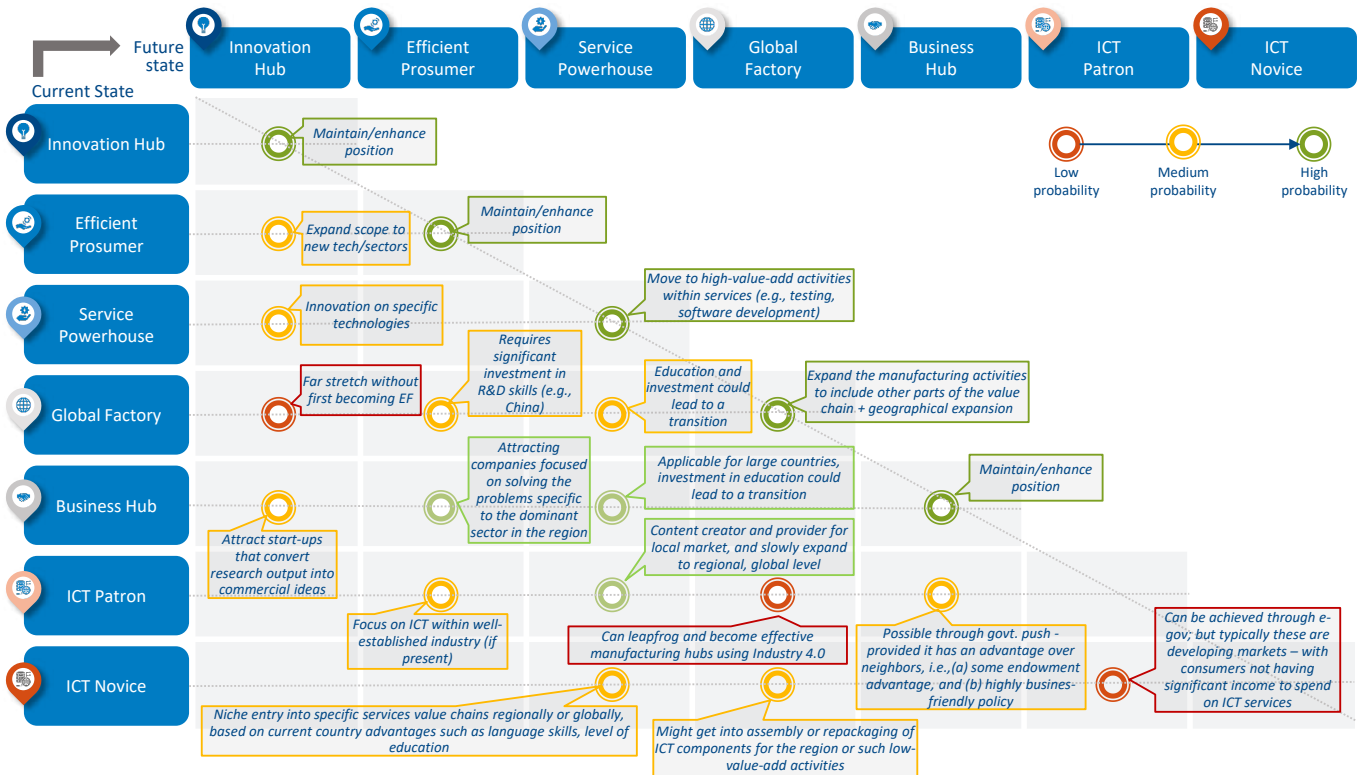 Future
state
Current State
Innovation
Hub
Efficient
Prosumer
Service
Powerhouse
Global
Factory
Business
Hub
ICT
Patron
ICT
Novice
Low
probability
Medium
probability
High
probability
Innovation Hub
Maintain/enhance
position
Efficient
Prosumer
Expand scope to
new tech/sectors
Maintain/enhance
position
Service
Powerhouse
Innovation on specific
technologies
Move to high-value-add activities
within services (e.g., testing,
software development)
Global Factory
Far stretch without
first becoming EF
Requires
significant
investment in
R&D skills (e.g.,
China)
Education and
investment could
lead to a
transition
Expand the manufacturing activities
to include other parts of the value
chain + geographical expansion
Business Hub
Attract start-ups
that convert
research output into
commercial ideas
Attracting
companies focused
on solving the
problems specific
to the dominant
sector in the region
Applicable for large countries,
investment in education could
lead to a transition
Maintain/enhance
position
ICT Patron
Focus on ICT within well-
established industry (if
present)
Content creator and provider for
local market, and slowly expand
to regional, global level
Can leapfrog and become effective
manufacturing hubs using Industry 4.0
Possible through govt. push -
provided it has an advantage over
neighbors, i.e.,(a) some endowment
advantage, and (b) highly busines-
friendly policy
ICT Novice
Niche entry into specific services value chains regionally or globally,
based on current country advantages such as language skills, level of
education
Might get into assembly or repackaging of
ICT components for the region or such low-
value-add activities
Can be achieved through e-
gov; but typically these are
developing markets – with
consumers not having
significant income to spend
on ICT services